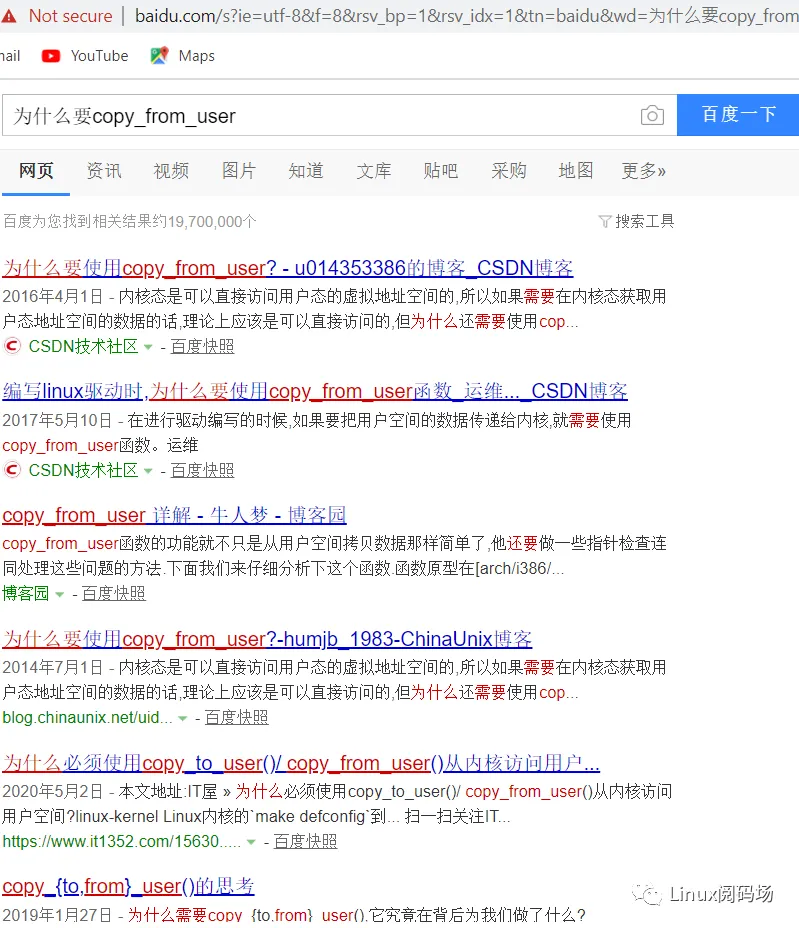 Not secure | baidu.com/s?ie=utf-8&f=8&rsv_bp=1&rsv_idx=1&tn=baidu&wd=为什么要copy_from
nail YouTube Maps
为什么要copy_from_user 百度一下
网页 资讯 视频 图片 知道 文库 贴吧 采购 地图 更多»
百度为您找到相关结果约19,700,000个 搜索工具
为什么要使用copy_from_user? - u014353386的博客_CSDN博客
2016年4月1日 - 内核态是可以直接访问用户态的虚拟地址空间的,所以如果需要在内核态获取用
户态地址空间的数据的话,理论上应该是可以直接访问的,但为什么还需要使用cop...
CSDN技术社区 - 百度快照
编写linux驱动时,为什么要使用copy_from_user函数_运维..._CSDN博客
2017年5月10日 - 在进行驱动编写的时候,如果要把用户空间的数据传递给内核,就需要使用
copy_from_user函数。运维
CSDN技术社区 - 百度快照
copy_from_user 详解 - 牛人梦 - 博客园
copy_from_user函数的功能就不只是从用户空间拷贝数据那样简单了,他还要做一些指针检查连
同处理这些问题的方法.下面我们来仔细分析下这个函数.函数原型在[arch/i386/...
博客园 - 百度快照
为什么要使用copy_from_user?-humjb_1983-ChinaUnix博客
2014年7月1日 - 内核态是可以直接访问用户态的虚拟地址空间的,所以如果需要在内核态获取用
户态地址空间的数据的话,理论上应该是可以直接访问的,但为什么还需要使用cop...
blog.chinaunix.net/uid... - 百度快照
为什么必须使用copy_to_user()/ copy_from_user()从内核访问用户...
2020年5月2日 - 本文地址:IT屋 » 为什么必须使用copy_to_user()/ copy_from_user()从内核访问
用户空间?linux-kernel Linux内核的`make defconfig`到... 扫一扫关注IT...
https://www.it1352.com/15630..... - 百度快照
copy_{to,from}_user()的思考
2019年1月27日 - 为什么需要copy_{to,from}_user(),它究竟在背后为我们做了什么?
Linux阅码场